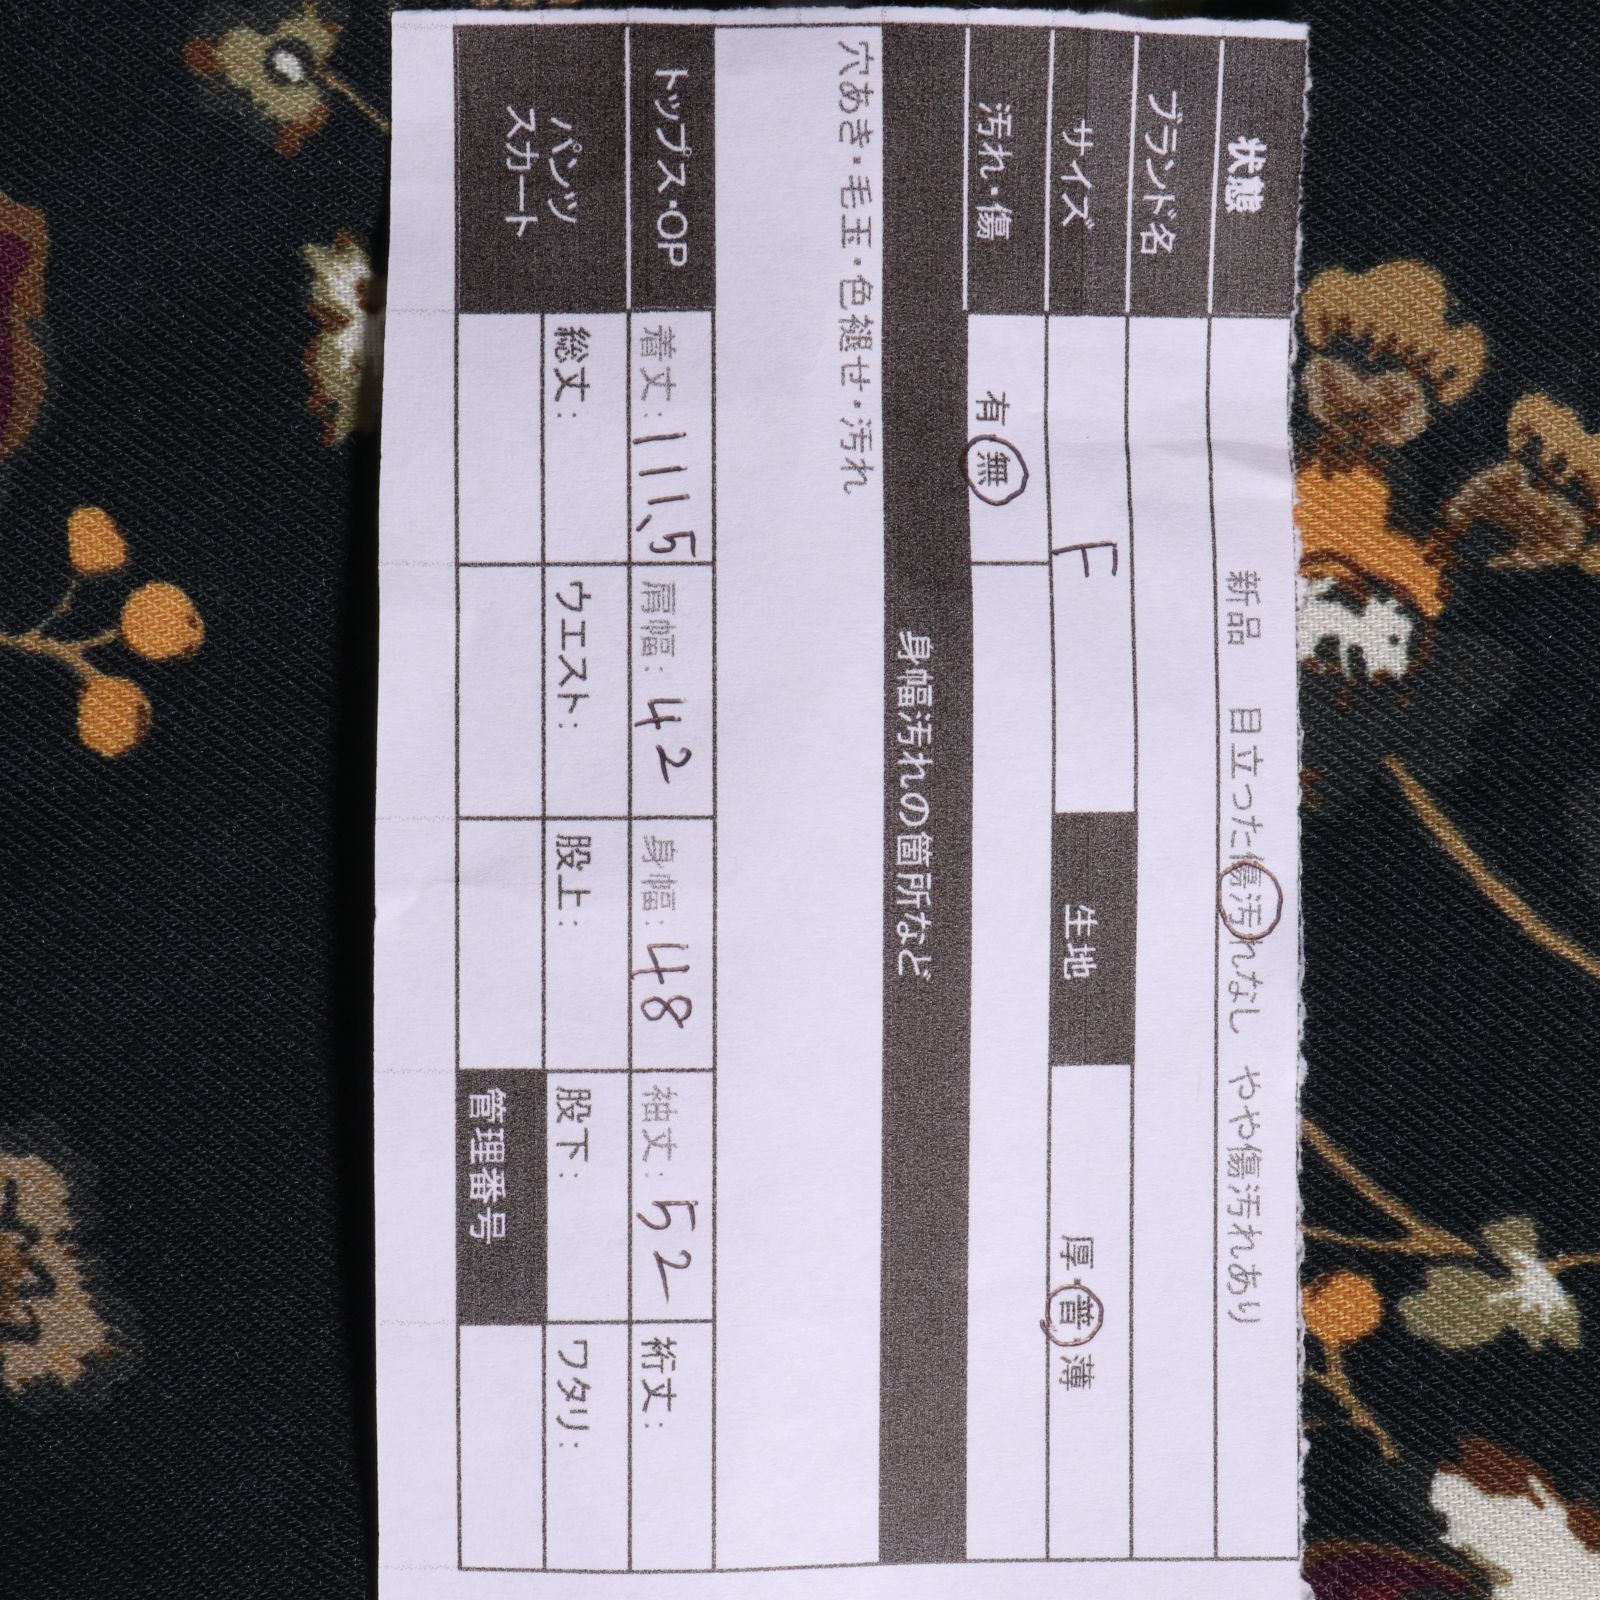 状態 新品 目立った傷汚れなし やや傷汚れあり
ブランド名
サイズ F 生地 厚・普・薄
汚れ・傷 有 無
身幅汚れの箇所など
穴あき・毛玉・色褪せ・汚れ
トップス・OP 着丈：111,5 肩幅：42 身幅：48 袖丈：52 裄丈：
パンツ スカート 総丈： ウエスト： 股上： 股下： ワタリ：
管理番号